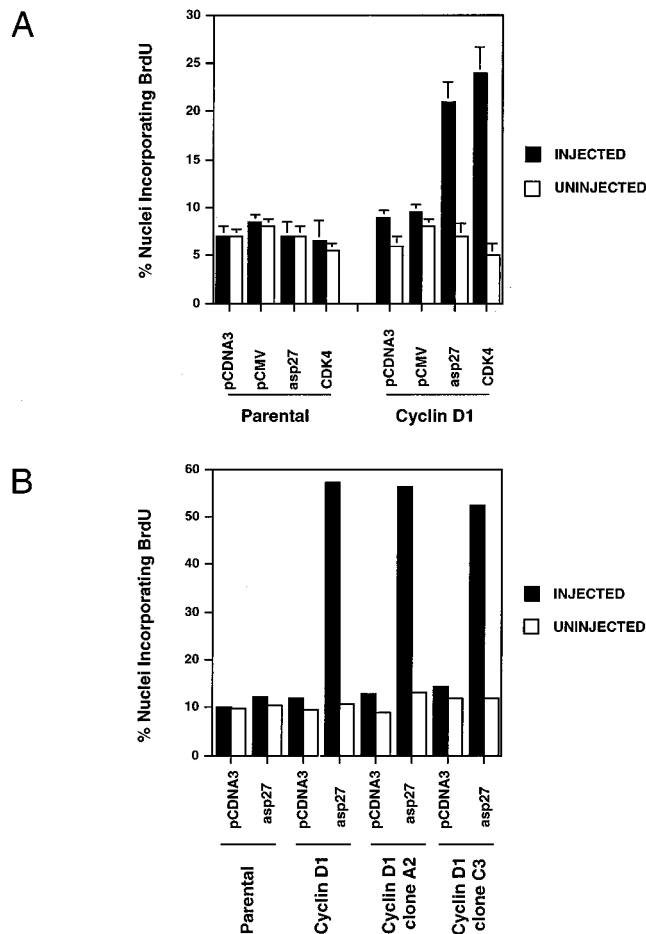 A
% Nuclei Incorporating BrdU
30
25
20
15
10
5
0
pCDNA3
pCMV
asp27
CDK4
pCDNA3
pCMV
asp27
CDK4
Parental
Cyclin D1
INJECTED
UNINJECTED
B
% Nuclei Incorporating BrdU
60
50
40
30
20
10
0
pCDNA3
asp27
pCDNA3
asp27
pCDNA3
asp27
pCDNA3
asp27
Parental
Cyclin D1
Cyclin D1
clone A2
Cyclin D1
clone C3
INJECTED
UNINJECTED